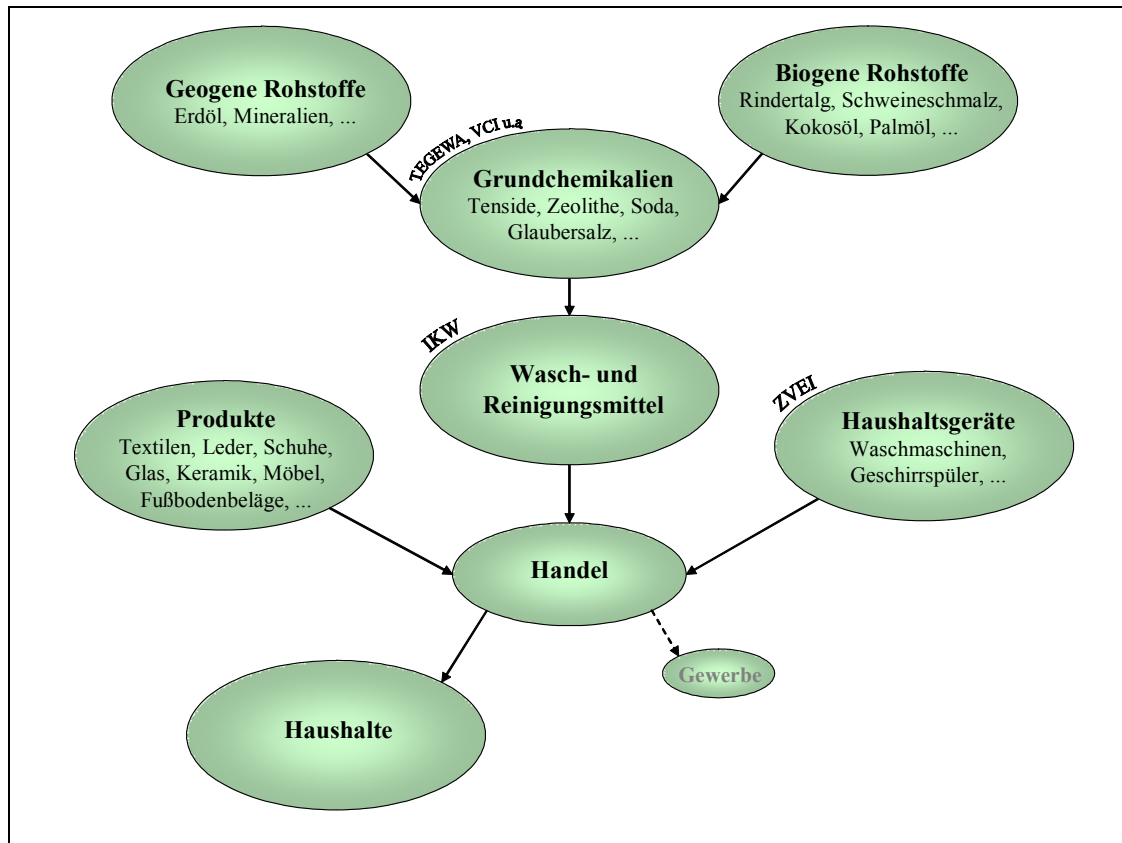 Geogene Rohstoffe
Erdöl, Mineralien, ...
Biogene Rohstoffe
Rindertalg, Schweineschmalz,
Kokosöl, Palmöl, ...
TEGEWA, VCI u.a
Grundchemikalien
Tenside, Zeolithe, Soda,
Glaubersalz, ...
IKW
Wasch- und
Reinigungsmittel
Produkte
Textilen, Leder, Schuhe,
Glas, Keramik, Möbel,
Fußbodenbeläge, ...
ZVEI
Haushaltsgeräte
Waschmaschinen,
Geschirrspüler, ...
Handel
Gewerbe
Haushalte